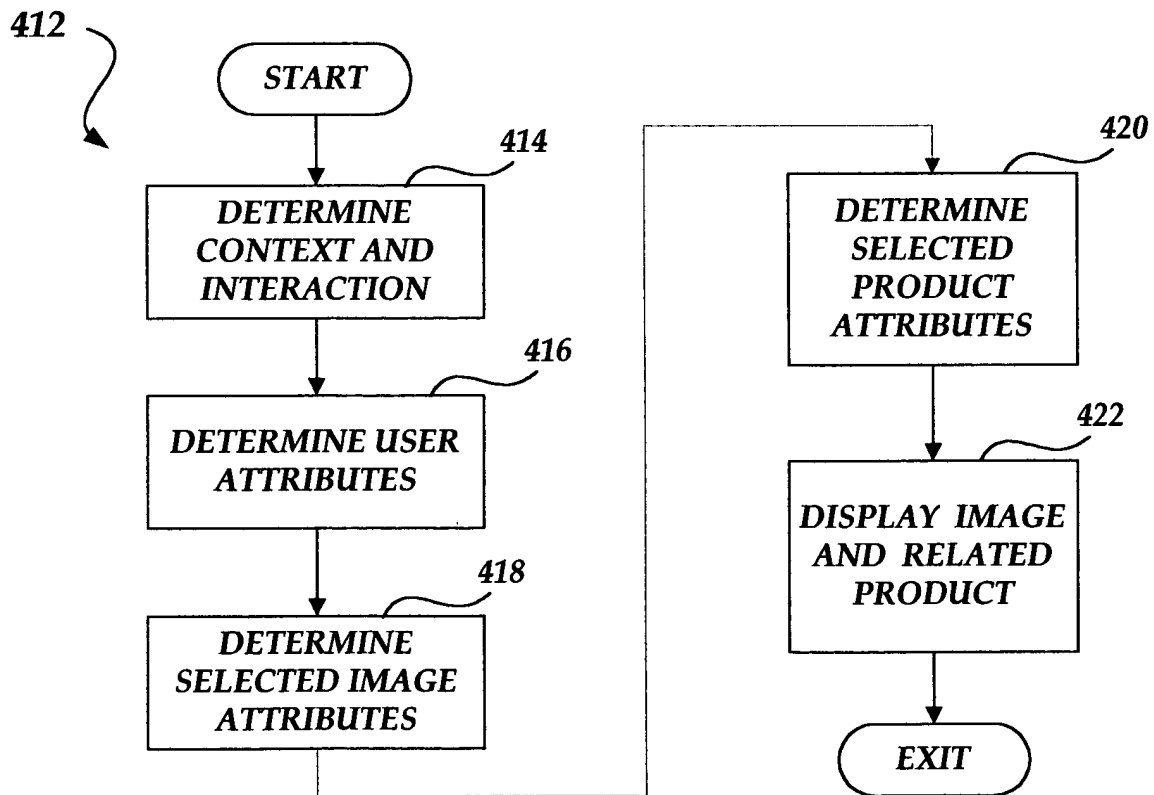 412
START
414
DETERMINE
CONTEXT AND
INTERACTION
416
DETERMINE USER
ATTRIBUTES
418
DETERMINE
SELECTED IMAGE
ATTRIBUTES
420
DETERMINE
SELECTED
PRODUCT
ATTRIBUTES
422
DISPLAY IMAGE
AND RELATED
PRODUCT
EXIT